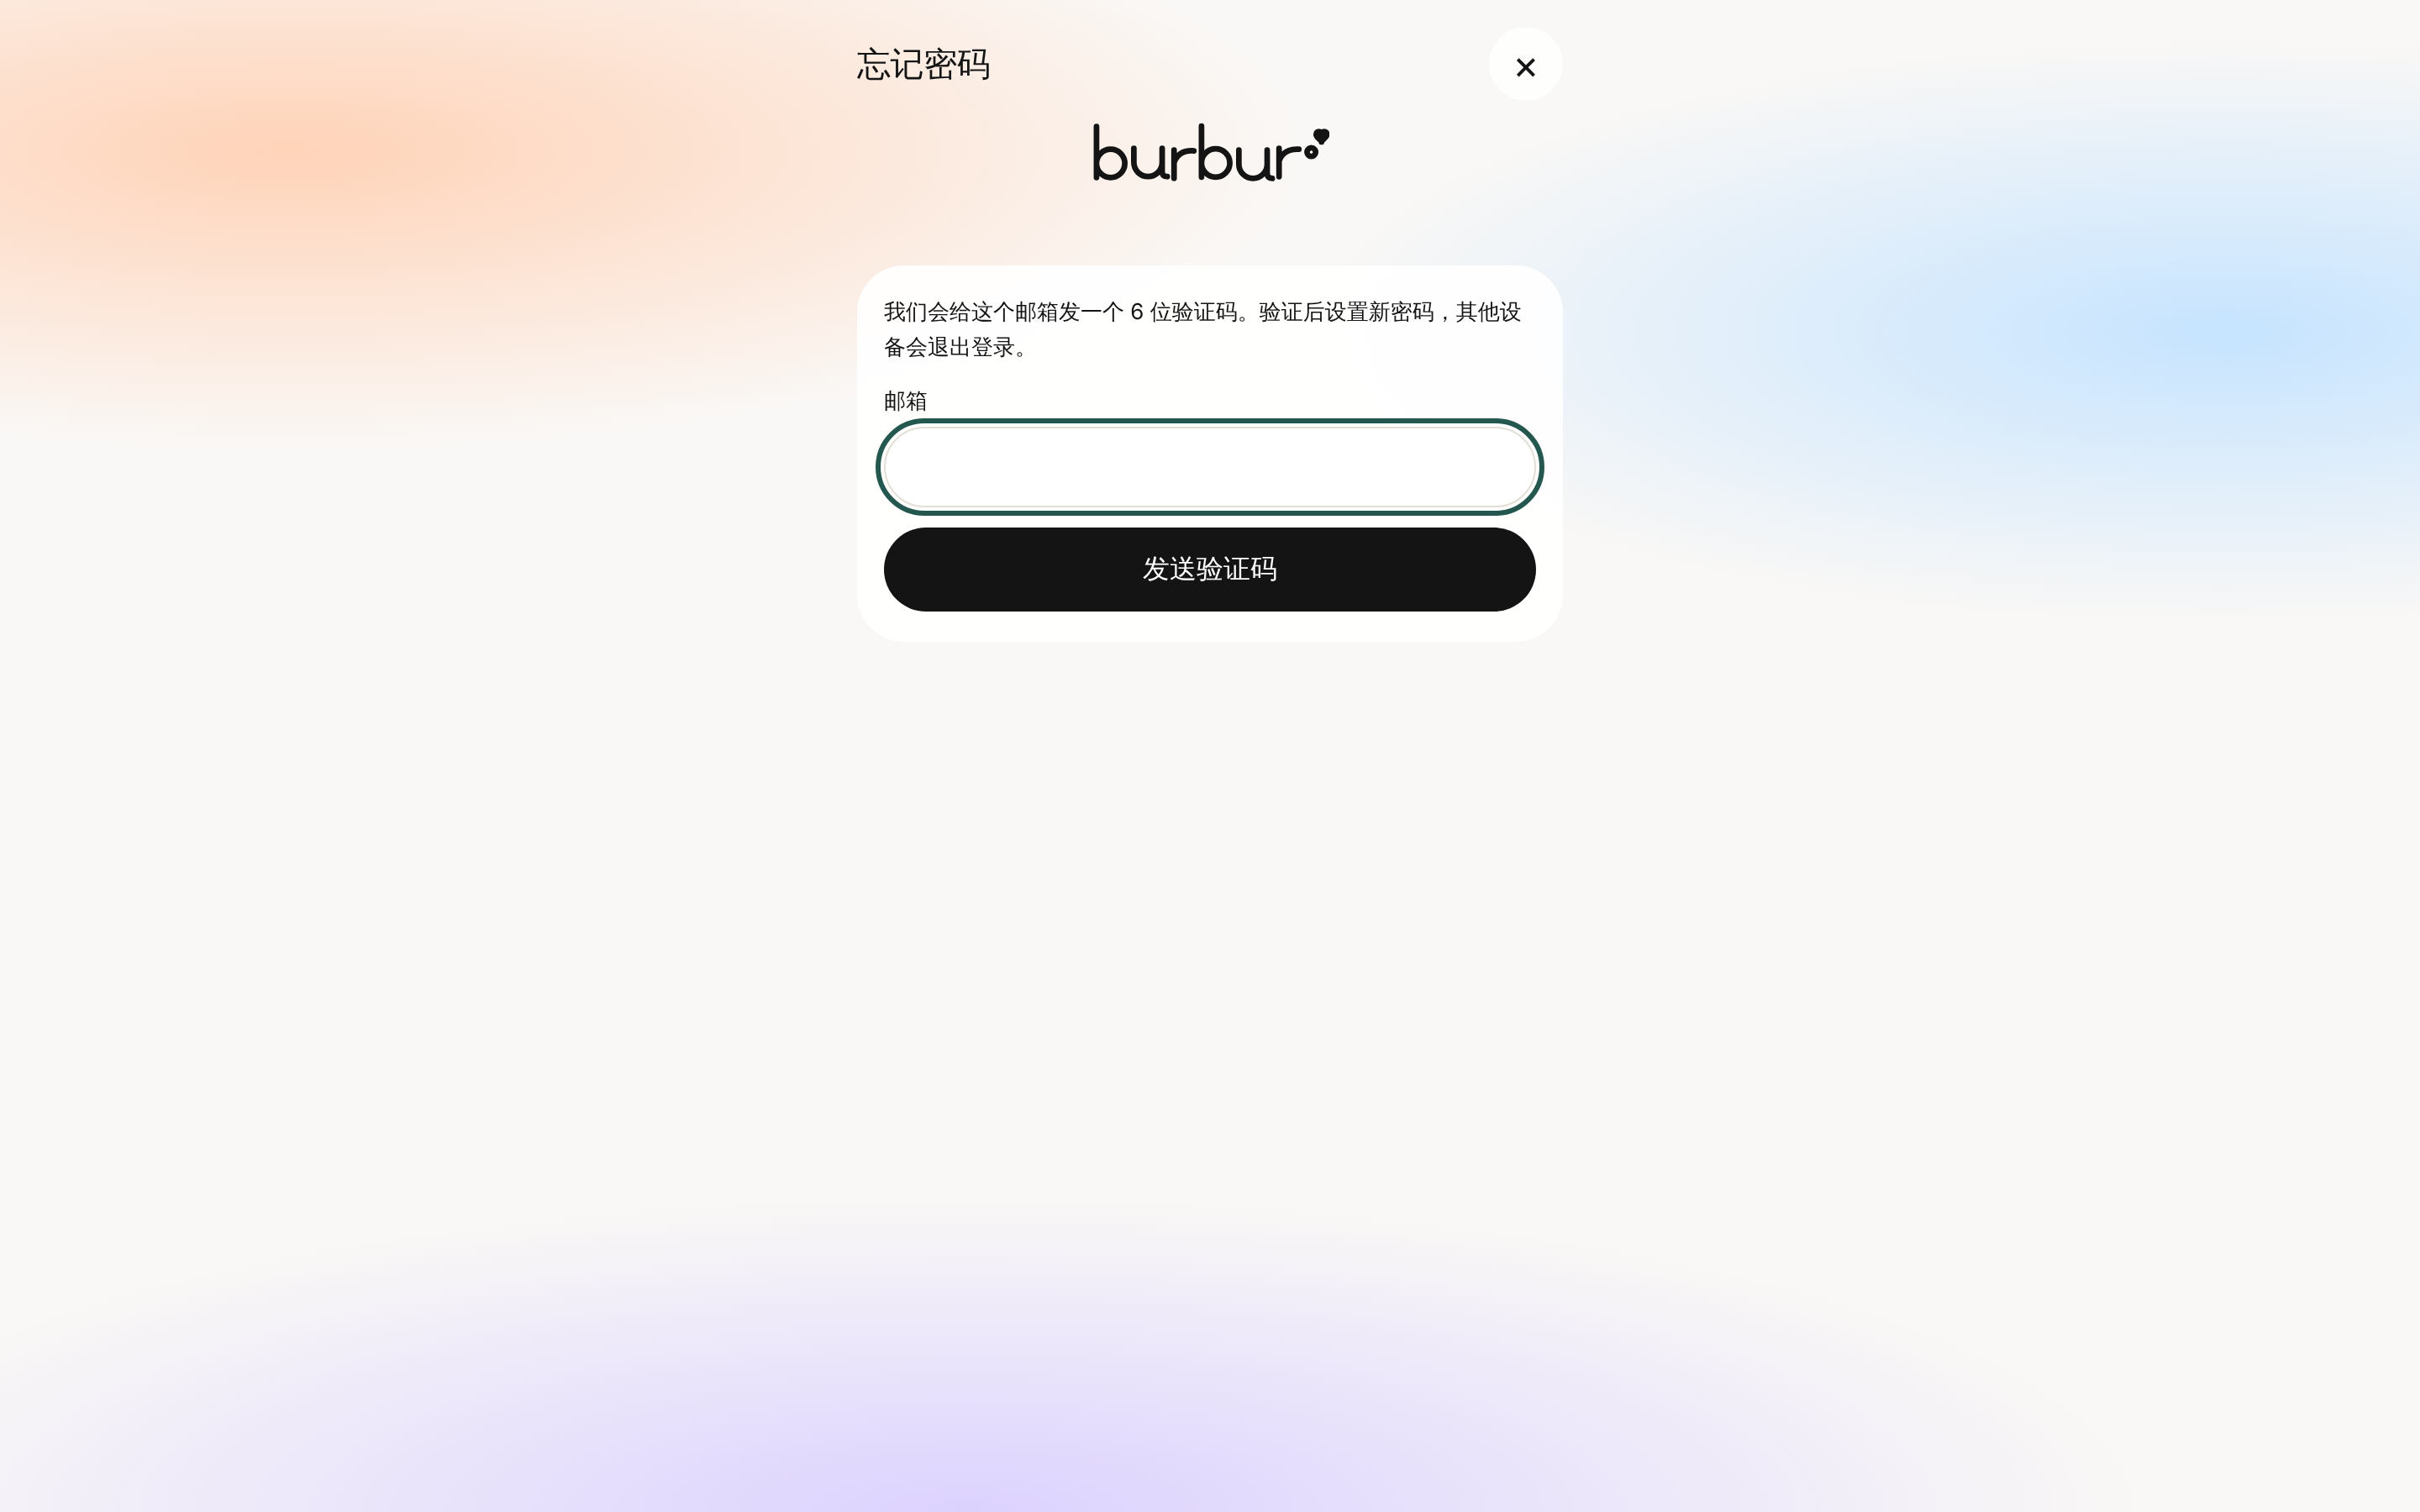 忘记密码
burbur
我们会给这个邮箱发一个 6 位验证码。验证后设置新密码，其他设
备会退出登录。
邮箱
发送验证码